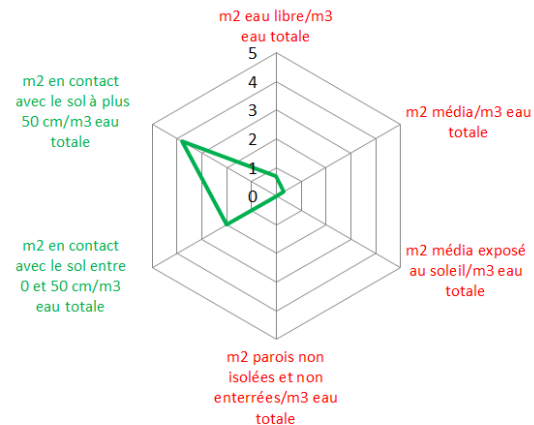 m2 eau libre/m3
eau totale
5
4
3
2
1
0
m2 média/m3 eau
totale
m2 média exposé
au soleil/m3 eau
totale
m2 parois non
isolées et non
enterrées/m3 eau
totale
m2 en contact
avec le sol entre
0 et 50 cm/m3
eau totale
m2 en contact
avec le sol à plus
50 cm/m3 eau
totale